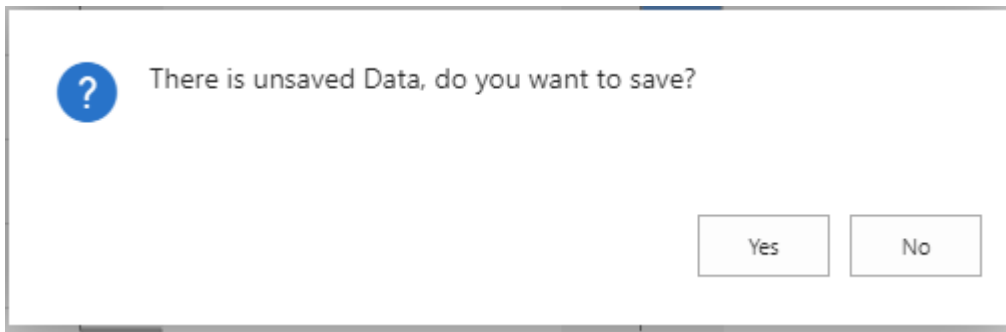 ?
There is unsaved Data, do you want to save?
Yes
No